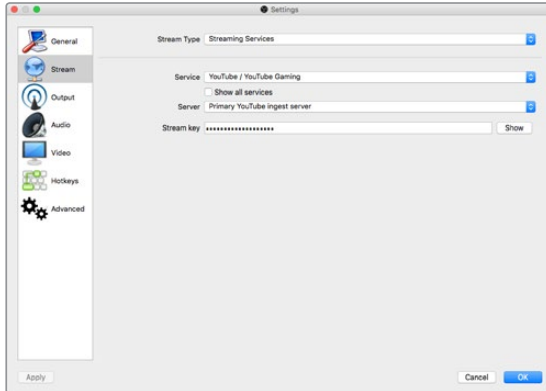 Settings
General
Stream
Output
Audio
Video
Hotkeys
Advanced
Stream Type Streaming Services
Service YouTube / YouTube Gaming
Show all services
Server Primary YouTube ingest server
Stream key •••••••••••••••••••
Show
Apply
Cancel
OK